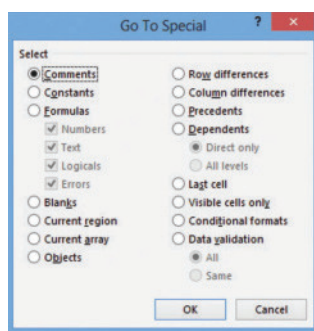 Go To Special
?
×
Select
Comments
Constants
Formulas
Numbers
Text
Logicals
Errors
Blanks
Current region
Current array
Objects
Row differences
Column differences
Precedents
Dependents
Direct only
All levels
Last cell
Visible cells only
Conditional formats
Data validation
All
Same
OK
Cancel